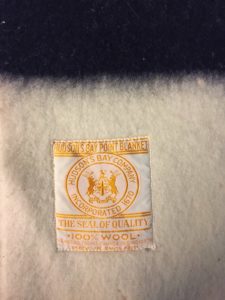 HUDSON'S BAY POINT BLANKET
HUDSON'S BAY COMPANY
INCORPORATED 1670
THE SEAL OF QUALITY
100% WOOL